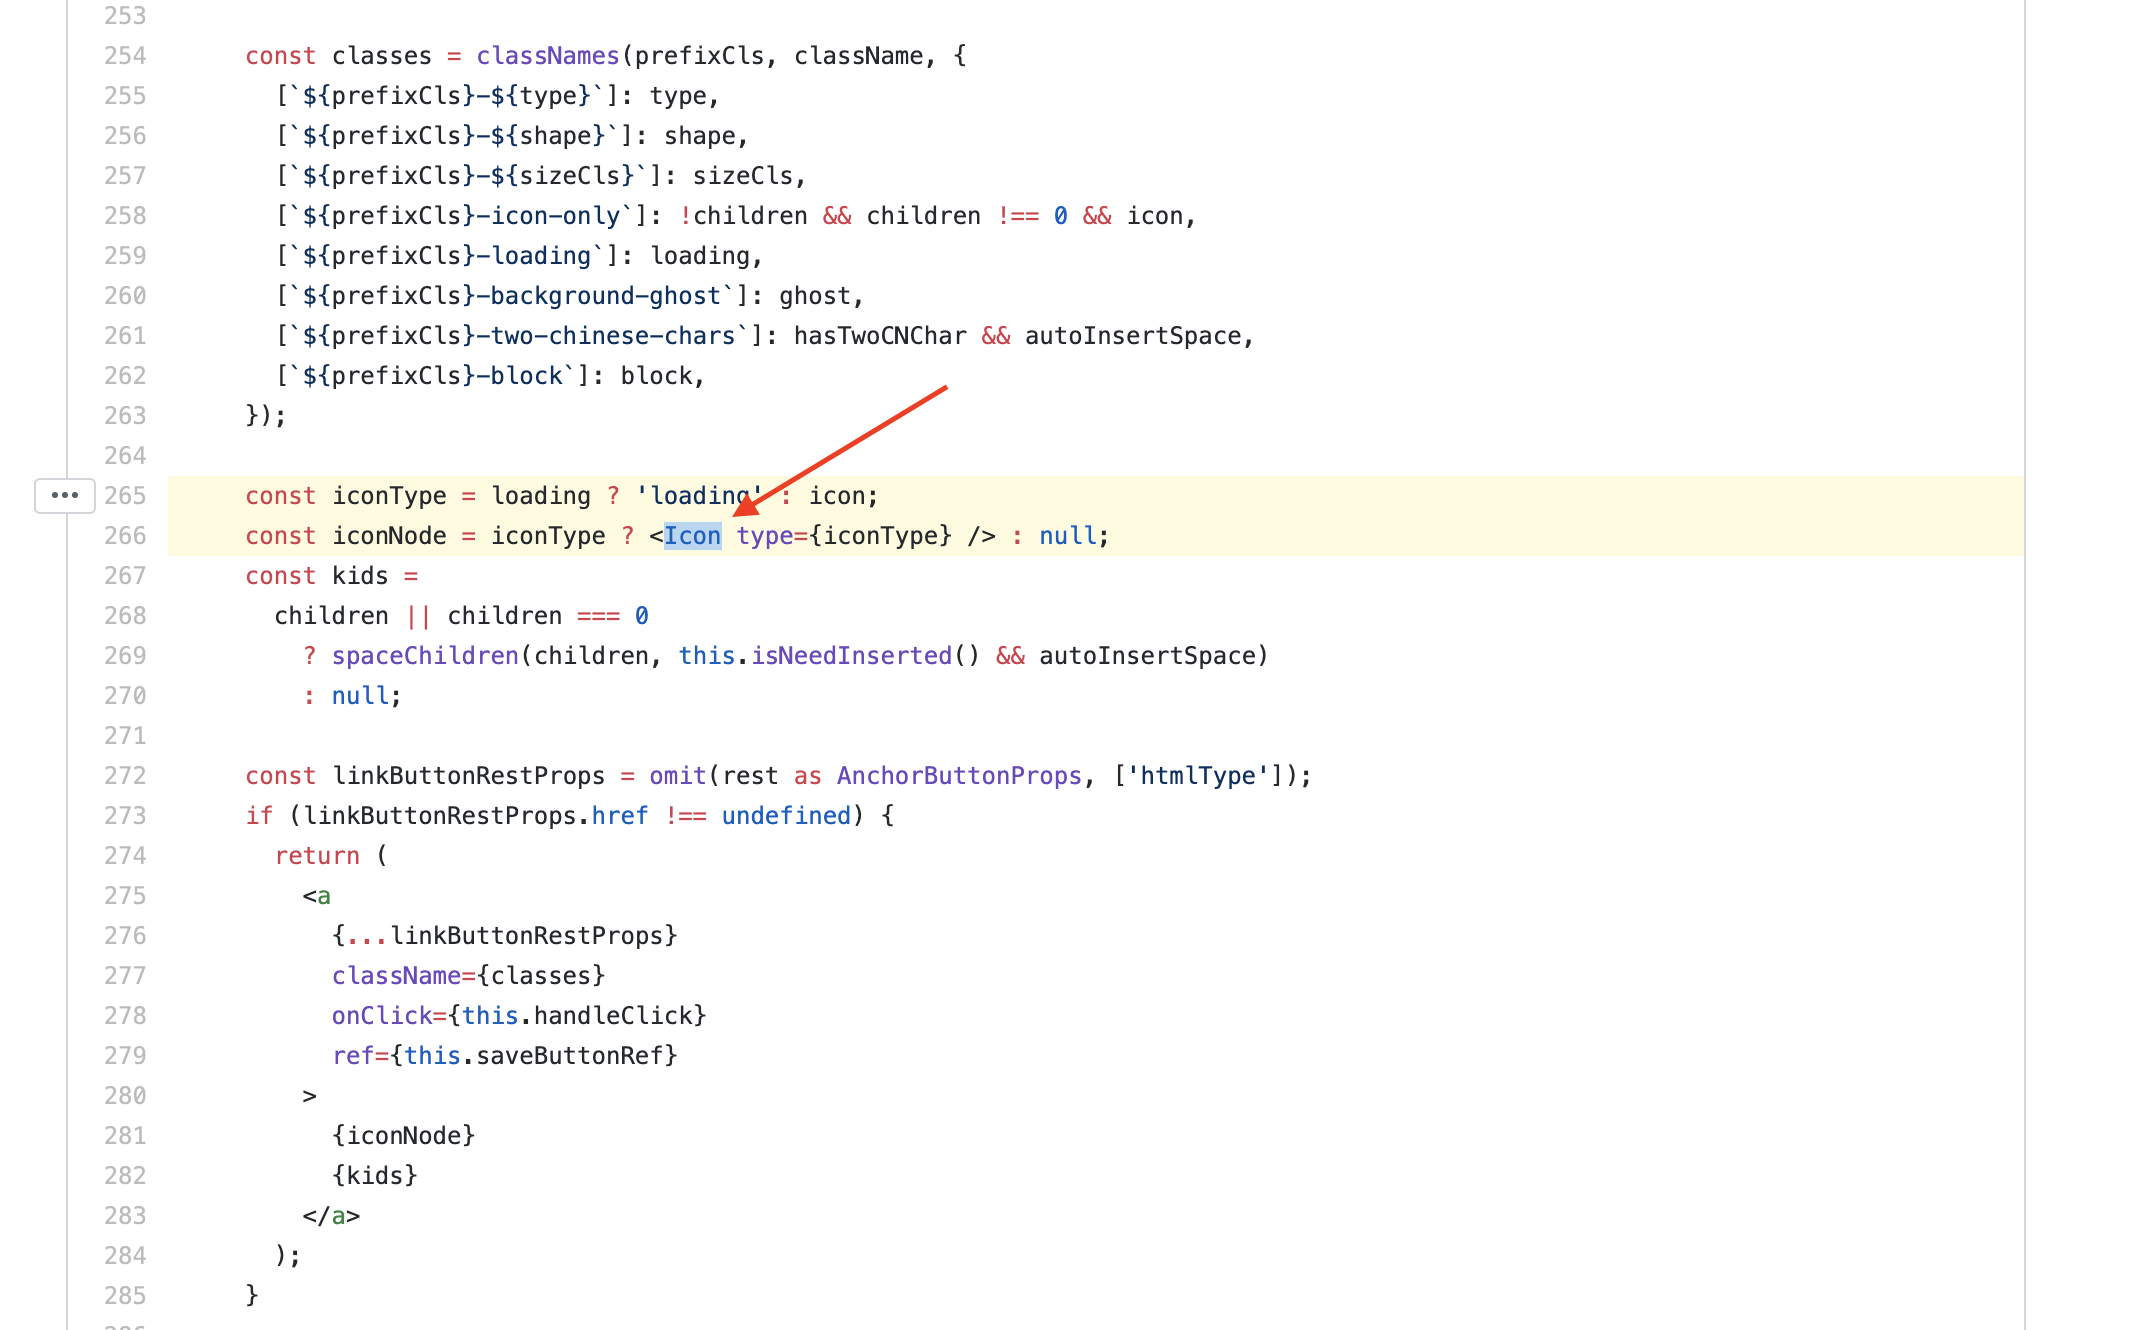 253
254 const classes = classNames(prefixCls, className, {
255 [`${prefixCls}-${type}`]: type,
256 [`${prefixCls}-${shape}`]: shape,
257 [`${prefixCls}-${sizeCls}`]: sizeCls,
258 [`${prefixCls}-icon-only`]: !children && children !== 0 && icon,
259 [`${prefixCls}-loading`]: loading,
260 [`${prefixCls}-background-ghost`]: ghost,
261 [`${prefixCls}-two-chinese-chars`]: hasTwoCNChar && autoInsertSpace,
262 [`${prefixCls}-block`]: block,
263 });
264
265 const iconType = loading ? 'loading' : icon;
266 const iconNode = iconType ? <Icon type={iconType} /> : null;
267 const kids =
268 children || children === 0
269 ? spaceChildren(children, this.isNeedInserted() && autoInsertSpace)
270 : null;
271
272 const linkButtonRestProps = omit(rest as AnchorButtonProps, ['htmlType']);
273 if (linkButtonRestProps.href !== undefined) {
274 return (
275 <a
276 {...linkButtonRestProps}
277 className={classes}
278 onClick={this.handleClick}
279 ref={this.saveButtonRef}
280 >
281 {iconNode}
282 {kids}
283 </a>
284 );
285 }